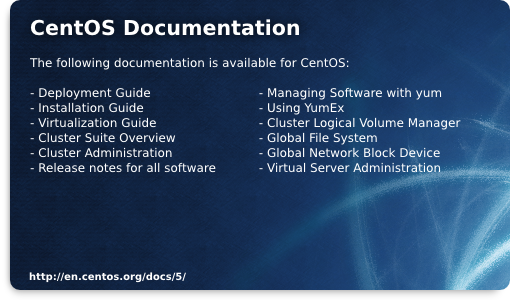 CentOS Documentation
The following documentation is available for CentOS:
- Deployment Guide
- Installation Guide
- Virtualization Guide
- Cluster Suite Overview
- Cluster Administration
- Release notes for all software
- Managing Software with yum
- Using YumEx
- Cluster Logical Volume Manager
- Global File System
- Global Network Block Device
- Virtual Server Administration
http://en.centos.org/docs/5/